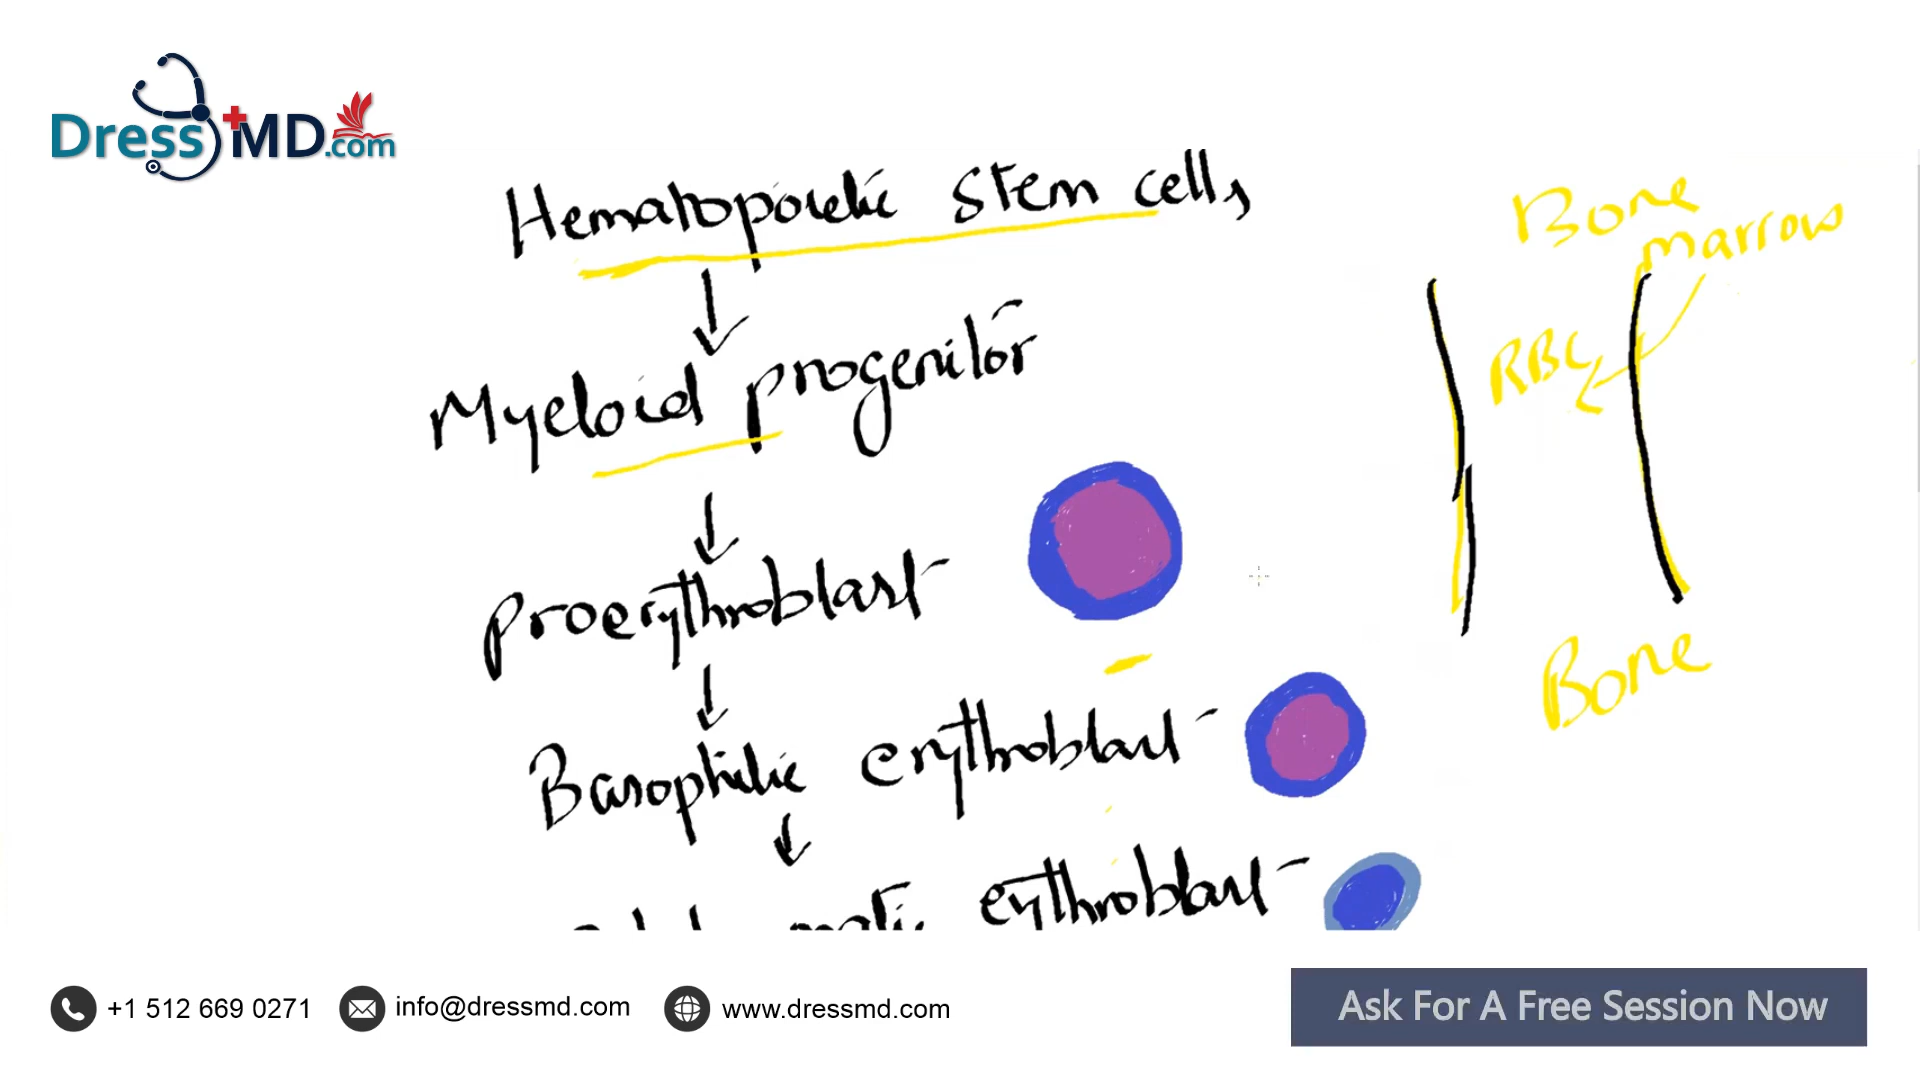 DressMD.com
Hematopoietic stem cells
Myeloid progenitor
Proerythroblast
Basophilic erythroblast
erythroblast
Bone
marrow
RBC
Bone
+1 512 669 0271
info@dressmd.com
www.dressmd.com
Ask For A Free Session Now